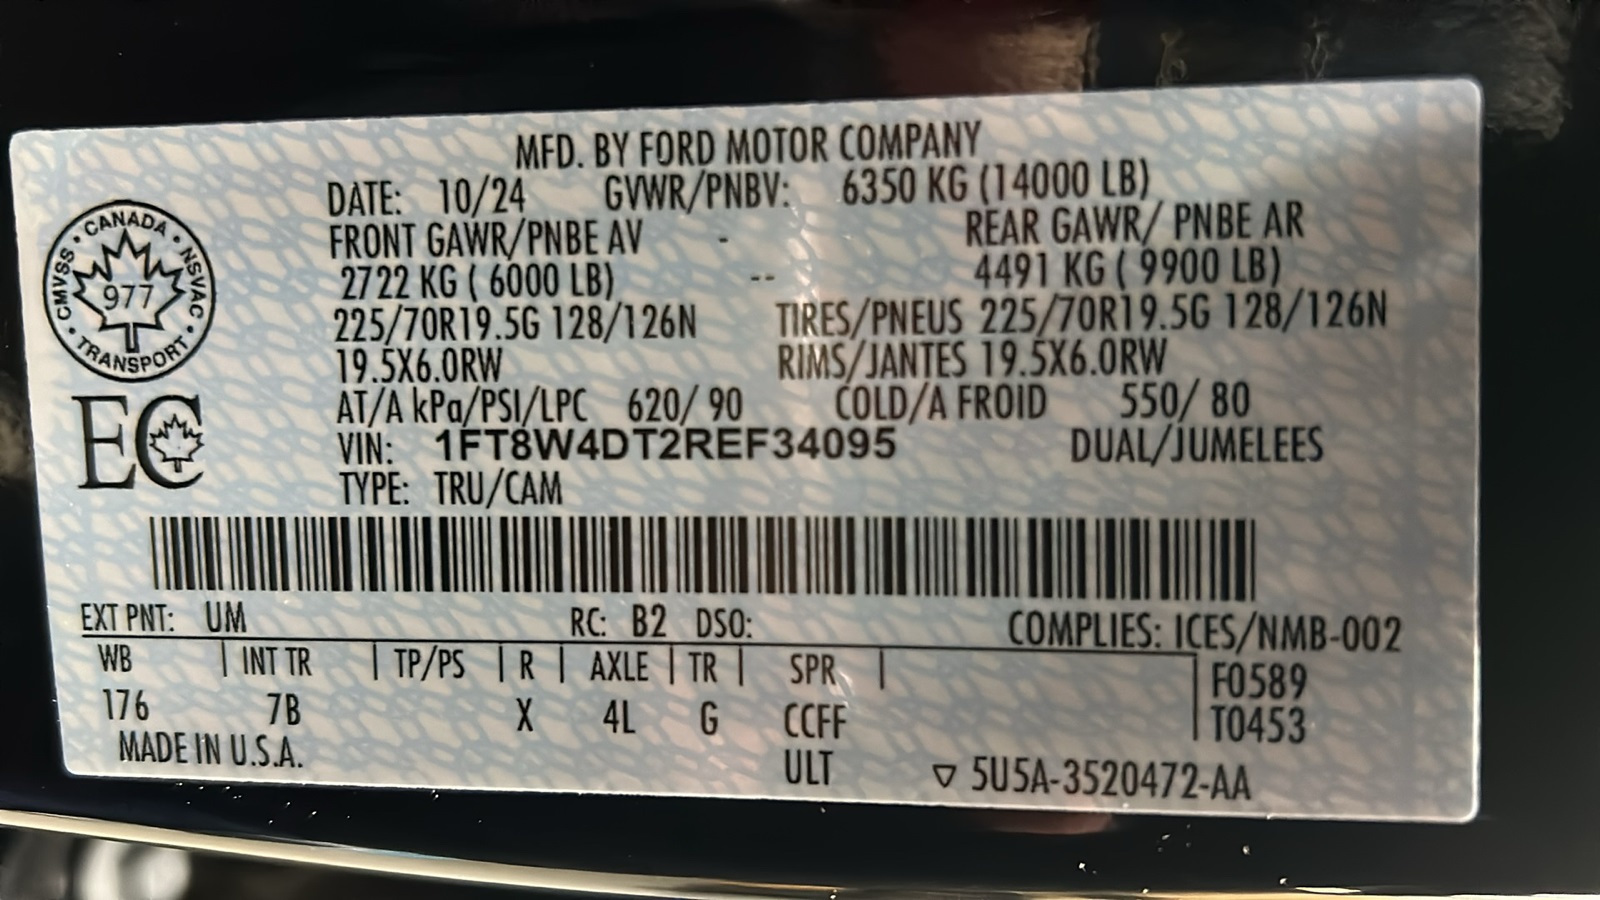 MFD. BY FORD MOTOR COMPANY
DATE: 10/24 GVWR/PNBV: 6350 KG (14000 LB)
FRONT GAWR/PNBE AV - REAR GAWR/ PNBE AR
2722 KG ( 6000 LB) -- 4491 KG ( 9900 LB)
225/70R19.5G 128/126N TIRES/PNEUS 225/70R19.5G 128/126N
19.5X6.0RW RIMS/JANTES 19.5X6.0RW
AT/A kPa/PSI/LPC 620/ 90 COLD/A FROID 550/ 80
VIN: 1FT8W4DT2REF34095 DUAL/JUMELEES
TYPE: TRU/CAM
CANADA • NSVAC • TRANSPORT • CMVSS •
977
EC
EXT PNT: UM RC: B2 DSO: COMPLIES: ICES/NMB-002
WB | INT TR | TP/PS | R | AXLE | TR | SPR | F0589
176 7B X 4L G CCFF T0453
MADE IN U.S.A. ULT ▽ 5U5A-3520472-AA